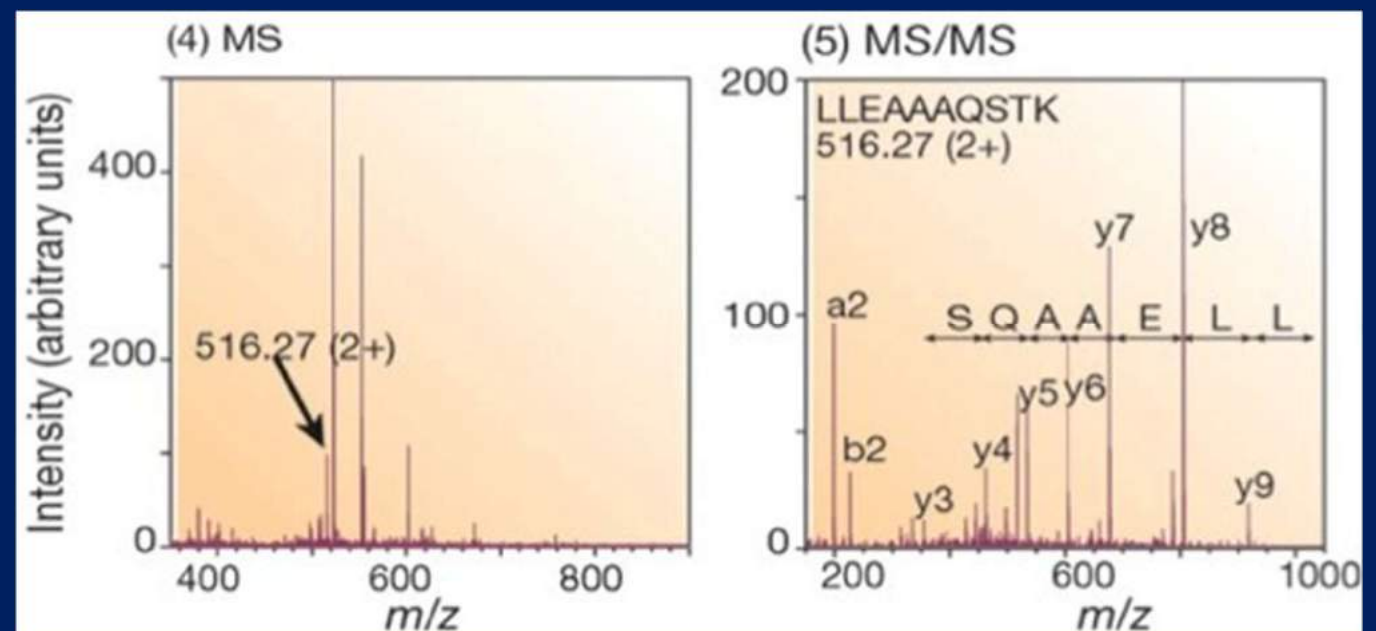 (4) MS
Intensity (arbitrary units)
400
200
0
516.27 (2+)
400
600
800
m/z
(5) MS/MS
200
100
0
LLEAAAQSTK
516.27 (2+)
y7
y8
a2
S Q A A E L L
y5 y6
b2
y4
y3
y9
200
600
1000
m/z